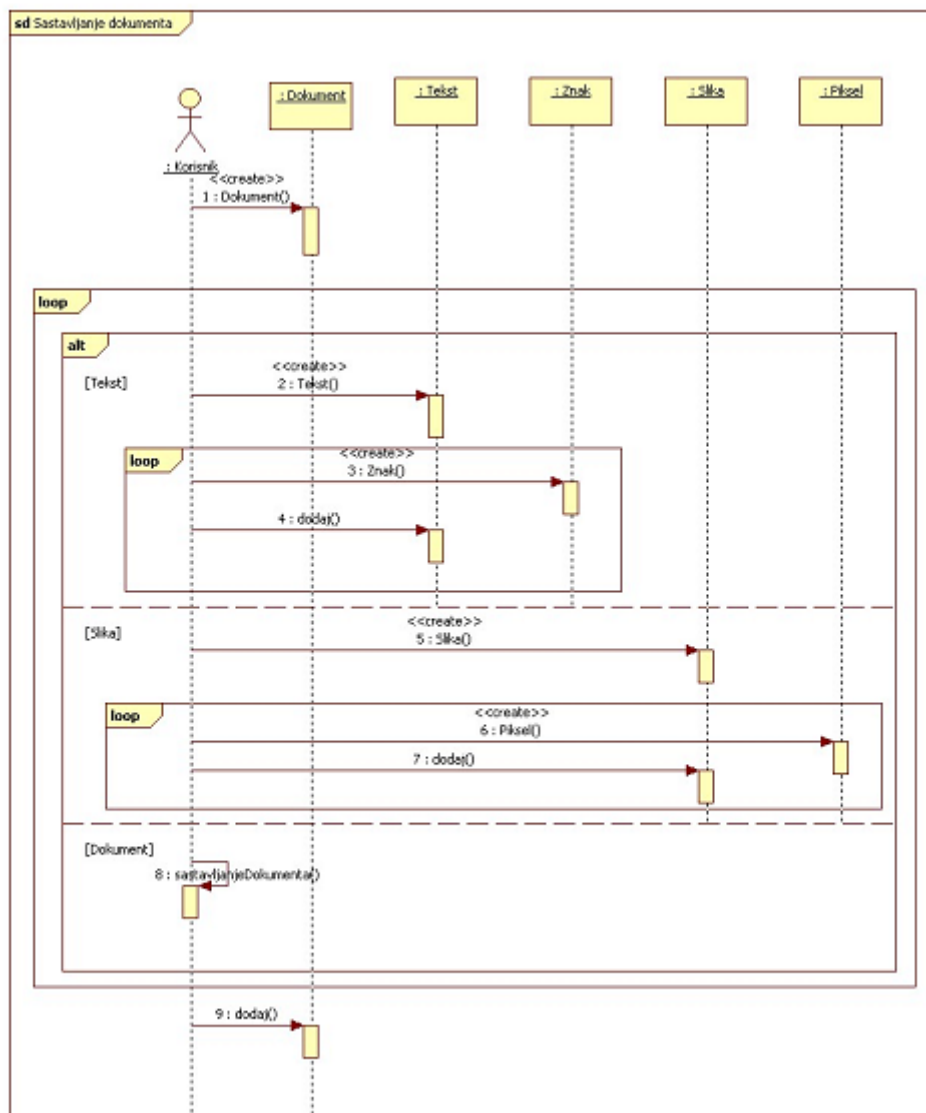 sd Sastavljanje dokumenta
: Korisnik
: Dokument
: Tekst
: Znak
: Slika
: Piksel
<<create>>
1 : Dokument()
loop
alt
[Tekst]
<<create>>
2 : Tekst()
loop
<<create>>
3 : Znak()
4 : dodaj()
[Slika]
<<create>>
5 : Slika()
loop
<<create>>
6 : Piksel()
7 : dodaj()
[Dokument]
8 : sastavljanjeDokumenta()
9 : dodaj()